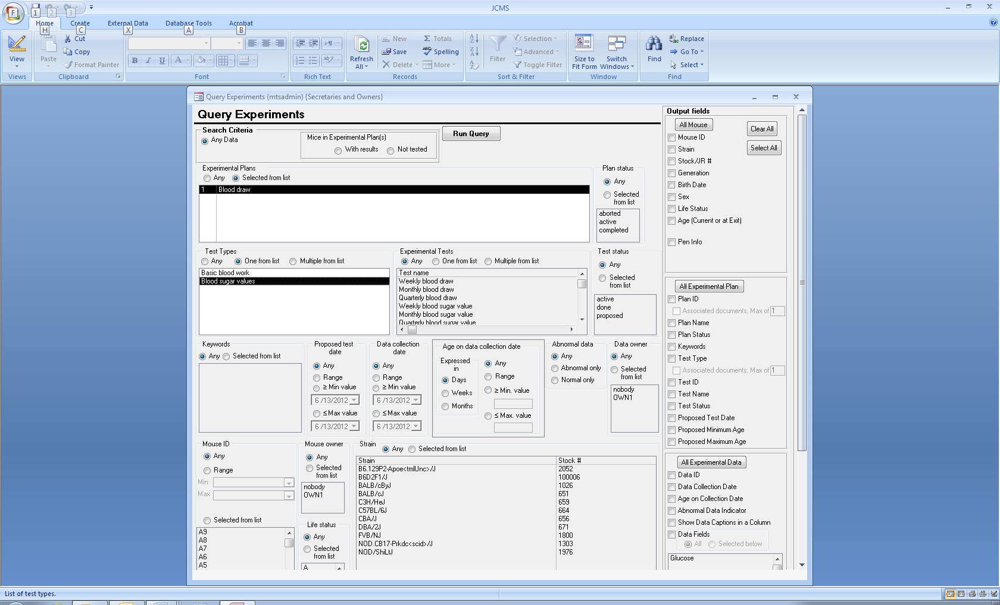 JCMS
F 1 2 3
Home Create External Data Database Tools Acrobat
H C X A B
View
Views
Paste
Cut
Copy
Format Painter
Clipboard
B I U A
Font
Rich Text
Refresh
All
New
Save
Delete
Totals
Spelling
More
Records
Filter
Selection
Advanced
Toggle Filter
Sort & Filter
Size to
Fit Form
Switch
Windows
Window
Find
Replace
Go To
Select
Find
Query Experiments (mtsadmin) {Secretaries and Owners}
Query Experiments
Search Criteria
Any Data
Mice in Experimental Plan(s)
With results Not tested
Run Query
Experimental Plans
Any Selected from list
1 Blood draw
Plan status
Any
Selected
from list
aborted
active
completed
Test Types
Any One from list Multiple from list
Basic blood work
Blood sugar values
Experimental Tests
Any One from list Multiple from list
Test name
Weekly blood draw
Monthly blood draw
Quarterly blood draw
Weekly blood sugar value
Monthly blood sugar value
Quarterly blood sugar value
Test status
Any
Selected
from list
active
done
proposed
Keywords
Any Selected from list
Proposed test
date
Any
Range
≥ Min value
6 /13/2012
≤ Max value
6 /13/2012
Data collection
date
Any
Range
≥ Min value
6 /13/2012
≤ Max value
6 /13/2012
Age on data collection date
Expressed
in
Days
Weeks
Months
Any
Range
≥ Min. value
≤ Max. value
Abnormal data
Any
Abnormal only
Normal only
Data owner
Any
Selected
from list
nobody
OWN1
Mouse ID
Any
Range
Min
Max
Selected from list
A9
A8
A7
A6
A5
Mouse owner
Any
Selected
from list
nobody
OWN1
Life status
Any
Selected
from list
A
Strain Any Selected from list
Strain Stock #
B6.129P2-Apoe<tm1Unc>/J 2052
B6D2F1/J 100006
BALB/cByJ 1026
BALB/cJ 651
C3H/HeJ 659
C57BL/6J 664
CBA/J 656
DBA/2J 671
FVB/NJ 1800
NOD.CB17-Prkdc<scid>/J 1303
NOD/ShiLtJ 1976
Output fields
All Mouse
Clear All
Select All
Mouse ID
Strain
Stock/JR #
Generation
Birth Date
Sex
Life Status
Age (Current or at Exit)
Pen Info
All Experimental Plan
Plan ID
Associated documents, Max of 1
Plan Name
Plan Status
Keywords
Test Type
Associated documents, Max of 1
Test ID
Test Name
Test Status
Proposed Test Date
Proposed Minimum Age
Proposed Maximum Age
All Experimental Data
Data ID
Data Collection Date
Age on Collection Date
Abnormal Data Indicator
Show Data Captions in a Column
Data Fields
All Selected below
Glucose
List of test types.